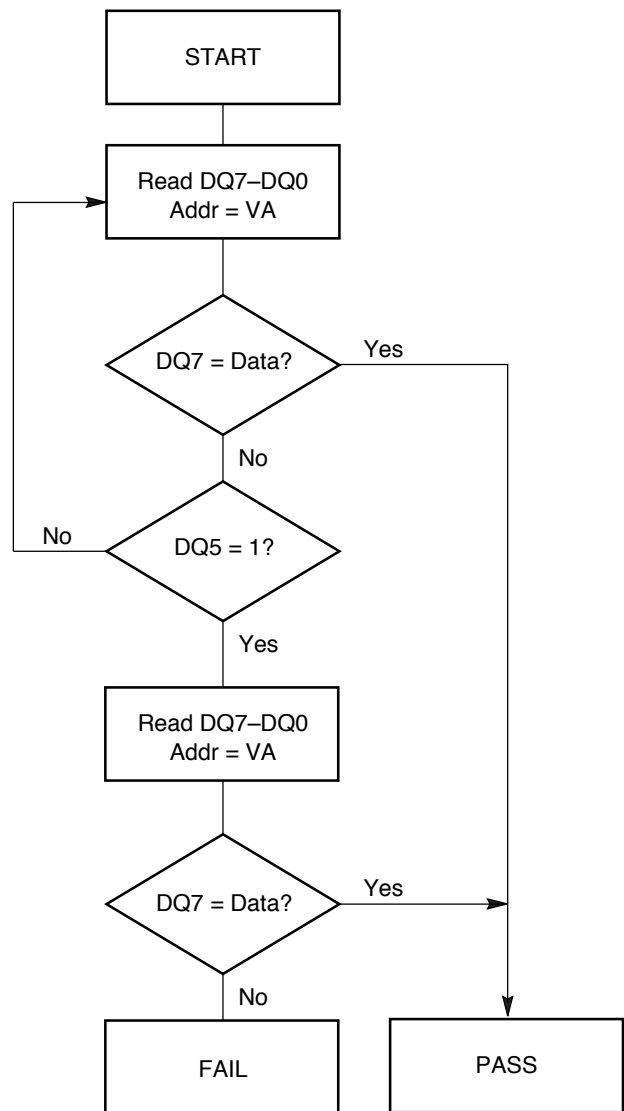 START
Read DQ7–DQ0
Addr = VA
DQ7 = Data?
Yes
No
DQ5 = 1?
No
Yes
Read DQ7–DQ0
Addr = VA
DQ7 = Data?
Yes
No
FAIL
PASS